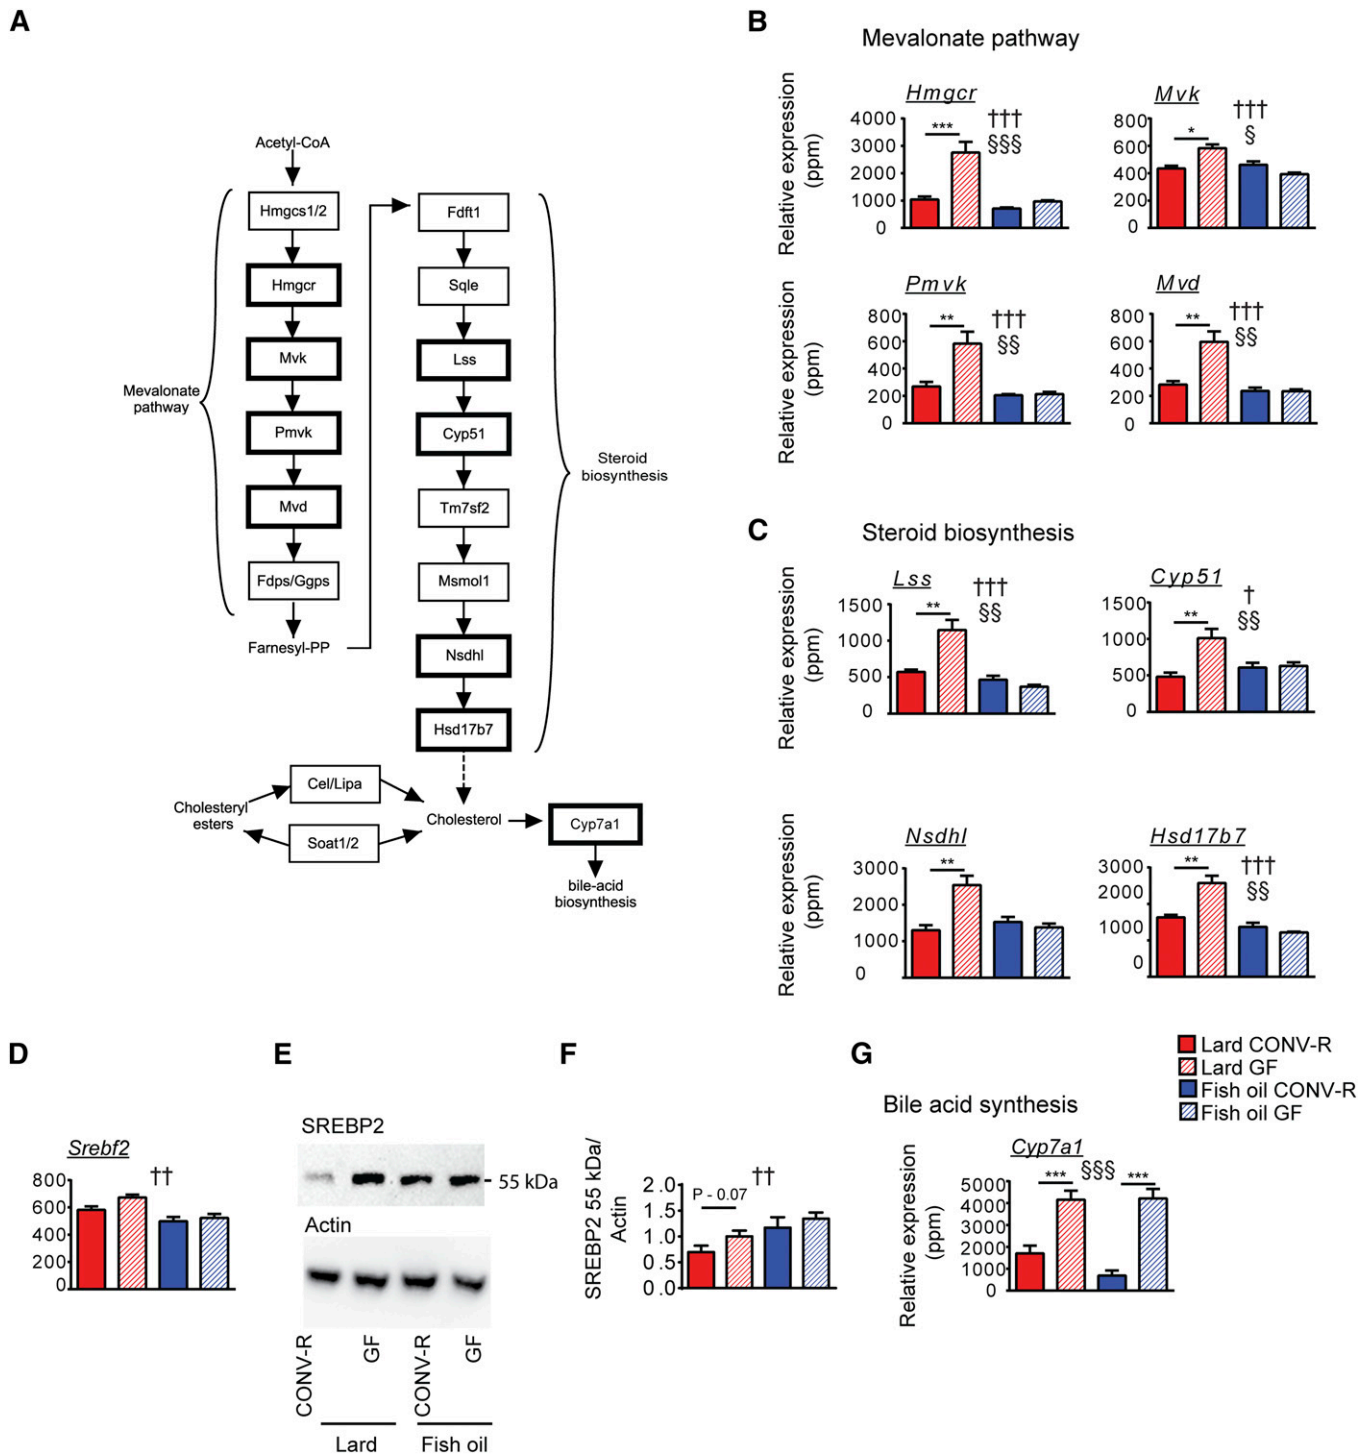 A
Acetyl-CoA
Hmgcs1/2
Hmgcr
Mvk
Pmvk
Mvd
Fdps/Ggps
Farnesyl-PP
Mevalonate
pathway
Fdft1
Sqle
Lss
Cyp51
Tm7sf2
Msmol1
Nsdhl
Hsd17b7
Steroid
biosynthesis
Cel/Lipa
Cholesteryl
esters
Soat1/2
Cholesterol
Cyp7a1
bile-acid
biosynthesis
B
Mevalonate pathway
Relative expression
(ppm)
Hmgcr
4000
3000
2000
1000
0
***
†††
§§§
Mvk
800
600
400
200
0
*
†††
§
Relative expression
(ppm)
Pmvk
800
600
400
200
0
**
†††
§§
Mvd
800
600
400
200
0
**
†††
§§
C
Steroid biosynthesis
Relative expression
(ppm)
Lss
1500
1000
500
0
**
†††
§§
Cyp51
1500
1000
500
0
**
†
§§
Relative expression
(ppm)
Nsdhl
3000
2000
1000
0
**
Hsd17b7
3000
2000
1000
0
**
†††
§§
D
Srebf2
800
600
400
200
0
††
E
SREBP2
55 kDa
Actin
CONV-R
GF
CONV-R
GF
Lard
Fish oil
F
SREBP2 55 kDa/
Actin
2.0
1.5
1.0
0.5
0.0
P - 0.07
††
G
Bile acid synthesis
Relative expression
(ppm)
Cyp7a1
5000
4000
3000
2000
1000
0
***
§§§
***
Lard CONV-R
Lard GF
Fish oil CONV-R
Fish oil GF